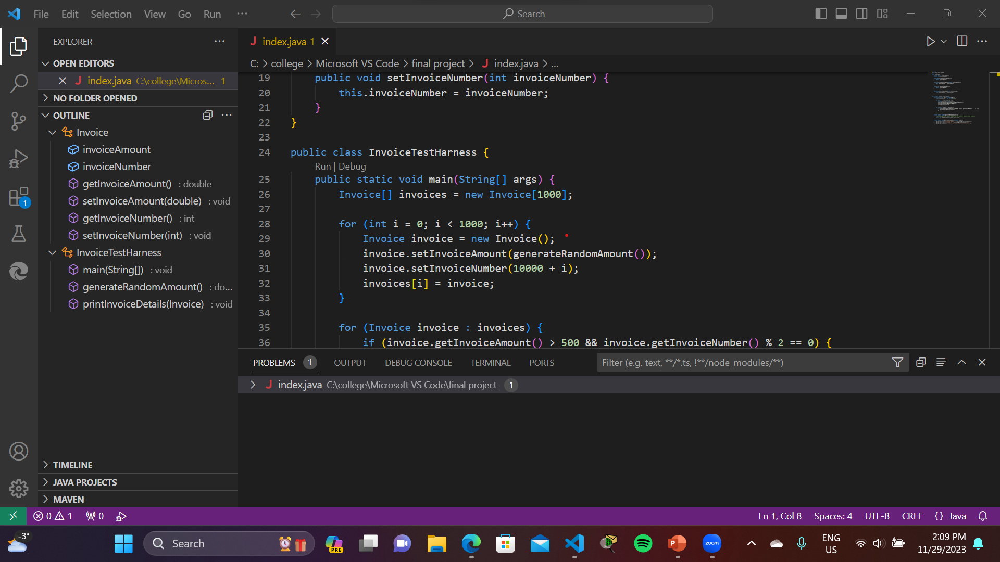 File Edit Selection View Go Run ··· Search
EXPLORER ···
OPEN EDITORS
index.java C:\college\Micros... 1
NO FOLDER OPENED
OUTLINE ···
Invoice
invoiceAmount
invoiceNumber
getInvoiceAmount() : double
setInvoiceAmount(double) : void
getInvoiceNumber() : int
setInvoiceNumber(int) : void
InvoiceTestHarness
main(String[]) : void
generateRandomAmount() : do...
printInvoiceDetails(Invoice) : void
TIMELINE
JAVA PROJECTS
MAVEN
1
J index.java 1
C: > college > Microsoft VS Code > final project > J index.java > ...
19 public void setInvoiceNumber(int invoiceNumber) {
20 this.invoiceNumber = invoiceNumber;
21 }
22 }
23
24 public class InvoiceTestHarness {
Run | Debug
25 public static void main(String[] args) {
26 Invoice[] invoices = new Invoice[1000];
27
28 for (int i = 0; i < 1000; i++) {
29 Invoice invoice = new Invoice();
30 invoice.setInvoiceAmount(generateRandomAmount());
31 invoice.setInvoiceNumber(10000 + i);
32 invoices[i] = invoice;
33 }
34
35 for (Invoice invoice : invoices) {
36 if (invoice.getInvoiceAmount() > 500 && invoice.getInvoiceNumber() % 2 == 0) {
PROBLEMS 1 OUTPUT DEBUG CONSOLE TERMINAL PORTS Filter (e.g. text, **/*.ts, !**/node_modules/**)
J index.java C:\college\Microsoft VS Code\final project 1
0 1 0 Ln 1, Col 8 Spaces: 4 UTF-8 CRLF {} Java
-3° Search PRE zoom ENG US 2:09 PM
11/29/2023